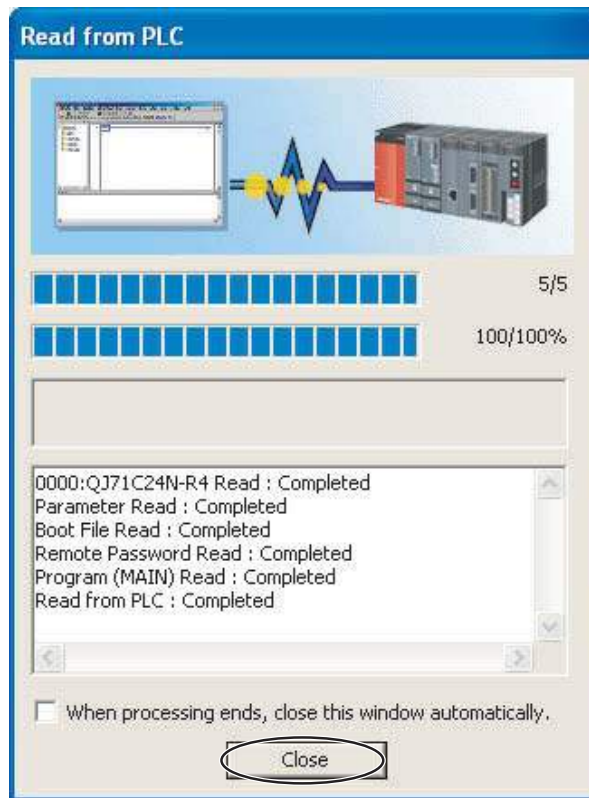 Read from PLC
5/5
100/100%
0000:QJ71C24N-R4 Read : Completed
Parameter Read : Completed
Boot File Read : Completed
Remote Password Read : Completed
Program (MAIN) Read : Completed
Read from PLC : Completed
When processing ends, close this window automatically.
Close